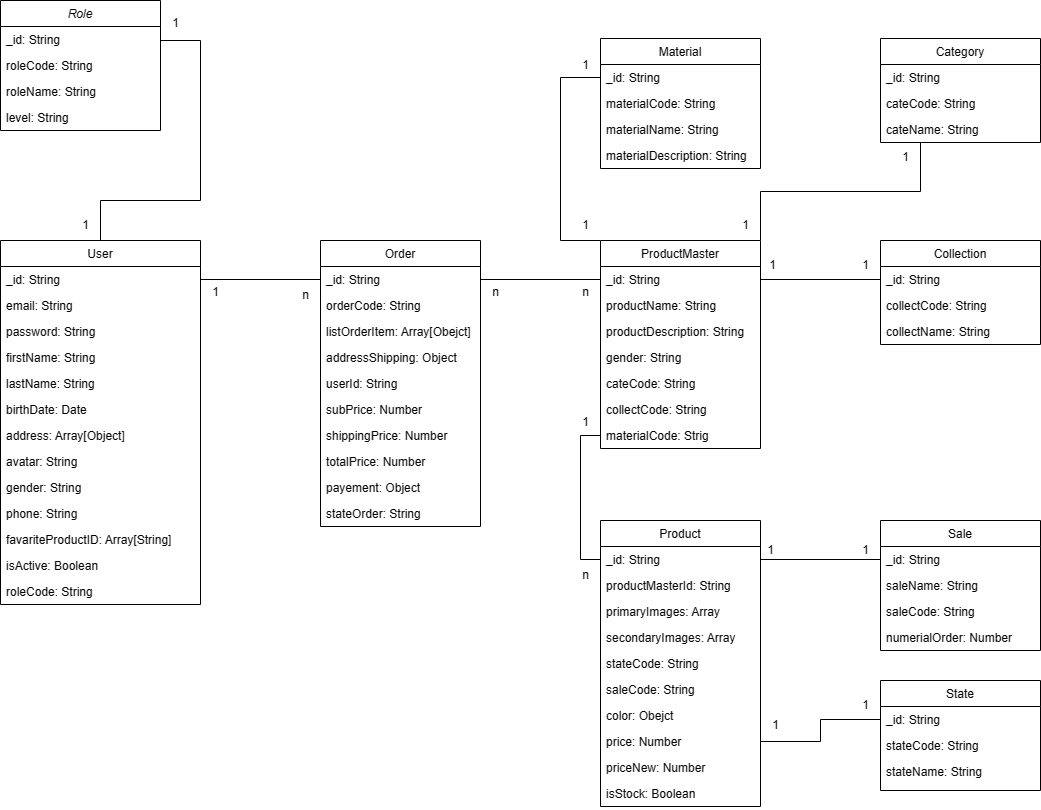 Role
_id: String
roleCode: String
roleName: String
level: String
1
1
User
_id: String
email: String
password: String
firstName: String
lastName: String
birthDate: Date
address: Array[Object]
avatar: String
gender: String
phone: String
favariteProductID: Array[String]
isActive: Boolean
roleCode: String
1
n
Order
_id: String
orderCode: String
listOrderItem: Array[Obejct]
addressShipping: Object
userId: String
subPrice: Number
shippingPrice: Number
totalPrice: Number
payement: Object
stateOrder: String
n
n
Material
_id: String
materialCode: String
materialName: String
materialDescription: String
1
1
Category
_id: String
cateCode: String
cateName: String
1
1
ProductMaster
_id: String
productName: String
productDescription: String
gender: String
cateCode: String
collectCode: String
materialCode: Strig
1
1
Collection
_id: String
collectCode: String
collectName: String
1
n
Product
_id: String
productMasterId: String
primaryImages: Array
secondaryImages: Array
stateCode: String
saleCode: String
color: Obejct
price: Number
priceNew: Number
isStock: Boolean
1
1
Sale
_id: String
saleName: String
saleCode: String
numerialOrder: Number
1
1
State
_id: String
stateCode: String
stateName: String